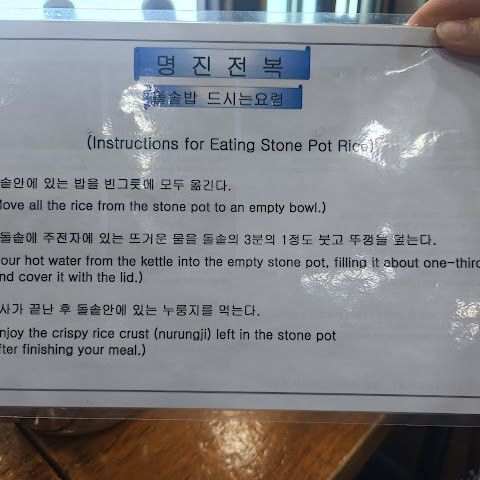 명진전복
돌솥밥 드시는요령
(Instructions for Eating Stone Pot Rice)
솥안에 있는 밥을 빈그릇에 모두 옮긴다.
Move all the rice from the stone pot to an empty bowl.)
돌솥에 주전자에 있는 뜨거운 물을 돌솥의 3분의 1정도 붓고 뚜껑을 덮는다.
our hot water from the kettle into the empty stone pot, filling it about one-third
nd cover it with the lid.)
사가 끝난 후 돌솥안에 있는 누룽지를 먹는다.
njoy the crispy rice crust (nurungji) left in the stone pot
fter finishing your meal.)